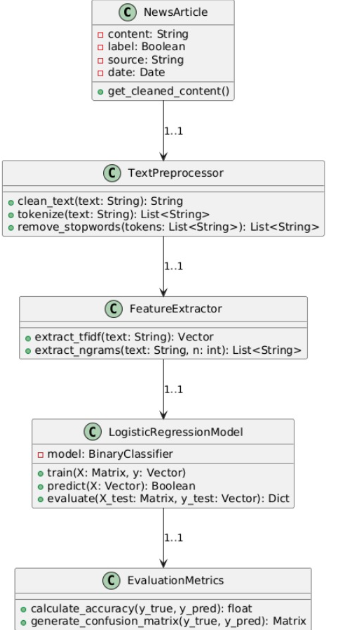 C NewsArticle
content: String
label: Boolean
source: String
date: Date
get_cleaned_content()
1..1
C TextPreprocessor
clean_text(text: String): String
tokenize(text: String): List<String>
remove_stopwords(tokens: List<String>): List<String>
1..1
C FeatureExtractor
extract_tfidf(text: String): Vector
extract_ngrams(text: String, n: int): List<String>
1..1
C LogisticRegressionModel
model: BinaryClassifier
train(X: Matrix, y: Vector)
predict(X: Vector): Boolean
evaluate(X_test: Matrix, y_test: Vector): Dict
1..1
C EvaluationMetrics
calculate_accuracy(y_true, y_pred): float
generate_confusion_matrix(y_true, y_pred): Matrix